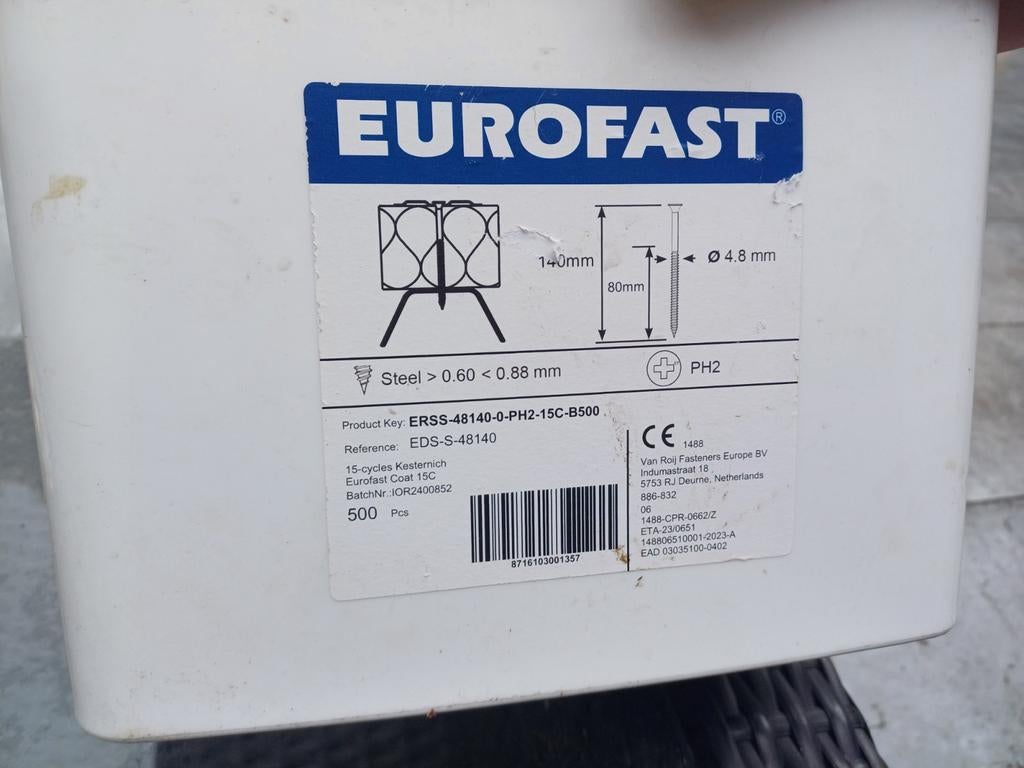 EUROFAST®
140mm
80mm
Ø 4.8 mm
Steel > 0.60 < 0.88 mm
PH2
Product Key: ERSS-48140-0-PH2-15C-B500
Reference: EDS-S-48140
15-cycles Kesternich
Eurofast Coat 15C
BatchNr.:IOR2400852
500 Pcs
8716103001357
CE 1488
Van Roij Fasteners Europe BV
Indumastraat 18
5753 RJ Deurne, Netherlands
886-832
06
1488-CPR-0662/Z
ETA-23/0651
148806510001-2023-A
EAD 03035100-0402